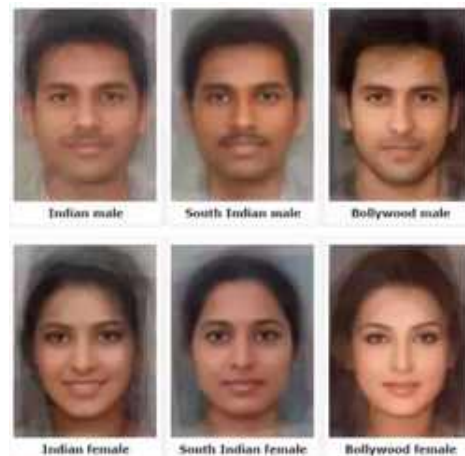 Indian male
South Indian male
Bollywood male
Indian female
South Indian female
Bollywood female